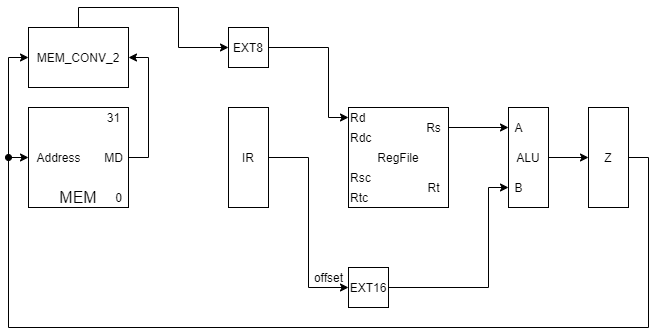 MEM_CONV_2
EXT8
31
Address
MD
MEM
0
IR
Rd
Rs
Rdc
RegFile
Rsc
Rt
Rtc
A
ALU
B
Z
offset
EXT16